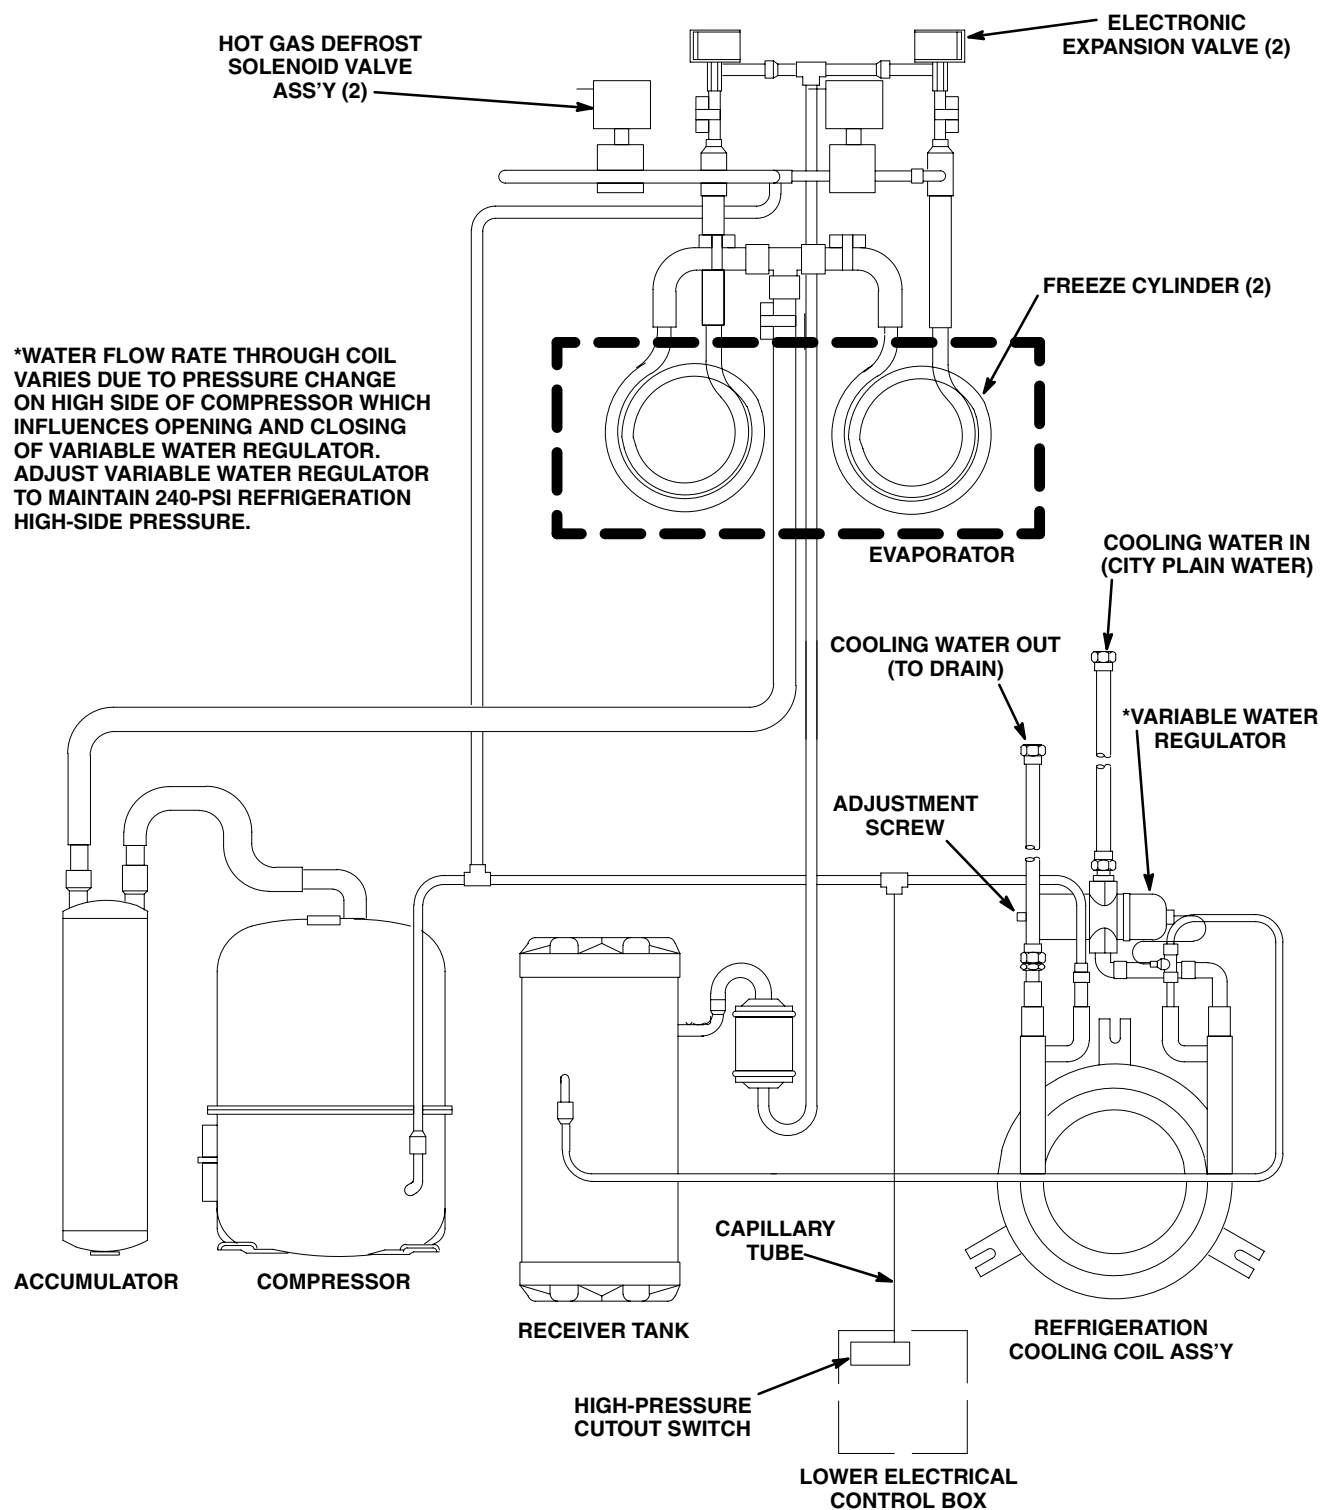 HOT GAS DEFROST
SOLENOID VALVE
ASS'Y (2)
ELECTRONIC
EXPANSION VALVE (2)
FREEZE CYLINDER (2)
*WATER FLOW RATE THROUGH COIL
VARIES DUE TO PRESSURE CHANGE
ON HIGH SIDE OF COMPRESSOR WHICH
INFLUENCES OPENING AND CLOSING
OF VARIABLE WATER REGULATOR.
ADJUST VARIABLE WATER REGULATOR
TO MAINTAIN 240-PSI REFRIGERATION
HIGH-SIDE PRESSURE.
EVAPORATOR
COOLING WATER IN
(CITY PLAIN WATER)
COOLING WATER OUT
(TO DRAIN)
*VARIABLE WATER
REGULATOR
ADJUSTMENT
SCREW
CAPILLARY
TUBE
ACCUMULATOR
COMPRESSOR
RECEIVER TANK
REFRIGERATION
COOLING COIL ASS'Y
HIGH-PRESSURE
CUTOUT SWITCH
LOWER ELECTRICAL
CONTROL BOX